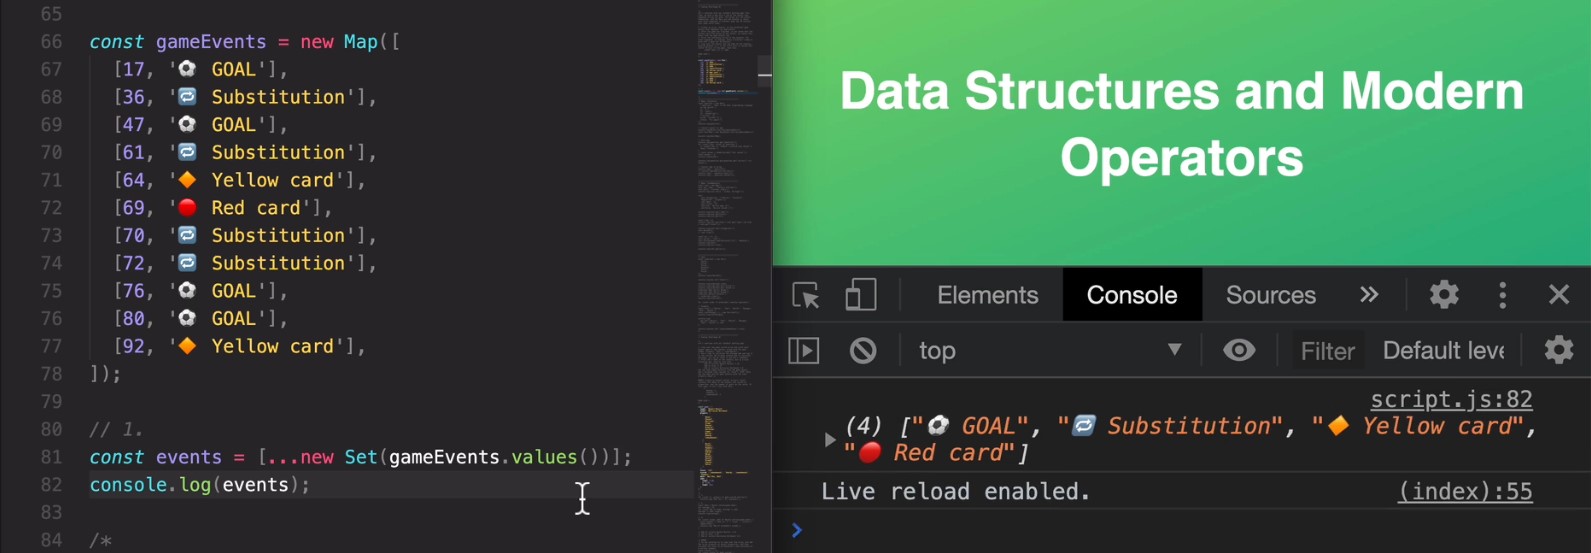 65
66 const gameEvents = new Map([
67 [17, '⚽ GOAL'],
68 [36, '🔁 Substitution'],
69 [47, '⚽ GOAL'],
70 [61, '🔁 Substitution'],
71 [64, '🔶 Yellow card'],
72 [69, '🔴 Red card'],
73 [70, '🔁 Substitution'],
74 [72, '🔁 Substitution'],
75 [76, '⚽ GOAL'],
76 [80, '⚽ GOAL'],
77 [92, '🔶 Yellow card'],
78 ]);
79
80 // 1.
81 const events = [...new Set(gameEvents.values())];
82 console.log(events);
83
84 /*
Data Structures and Modern
Operators
Elements Console Sources »
top Filter Default leve
script.js:82
(4) ["⚽ GOAL", "🔁 Substitution", "🔶 Yellow card",
"🔴 Red card"]
Live reload enabled. (index):55
>